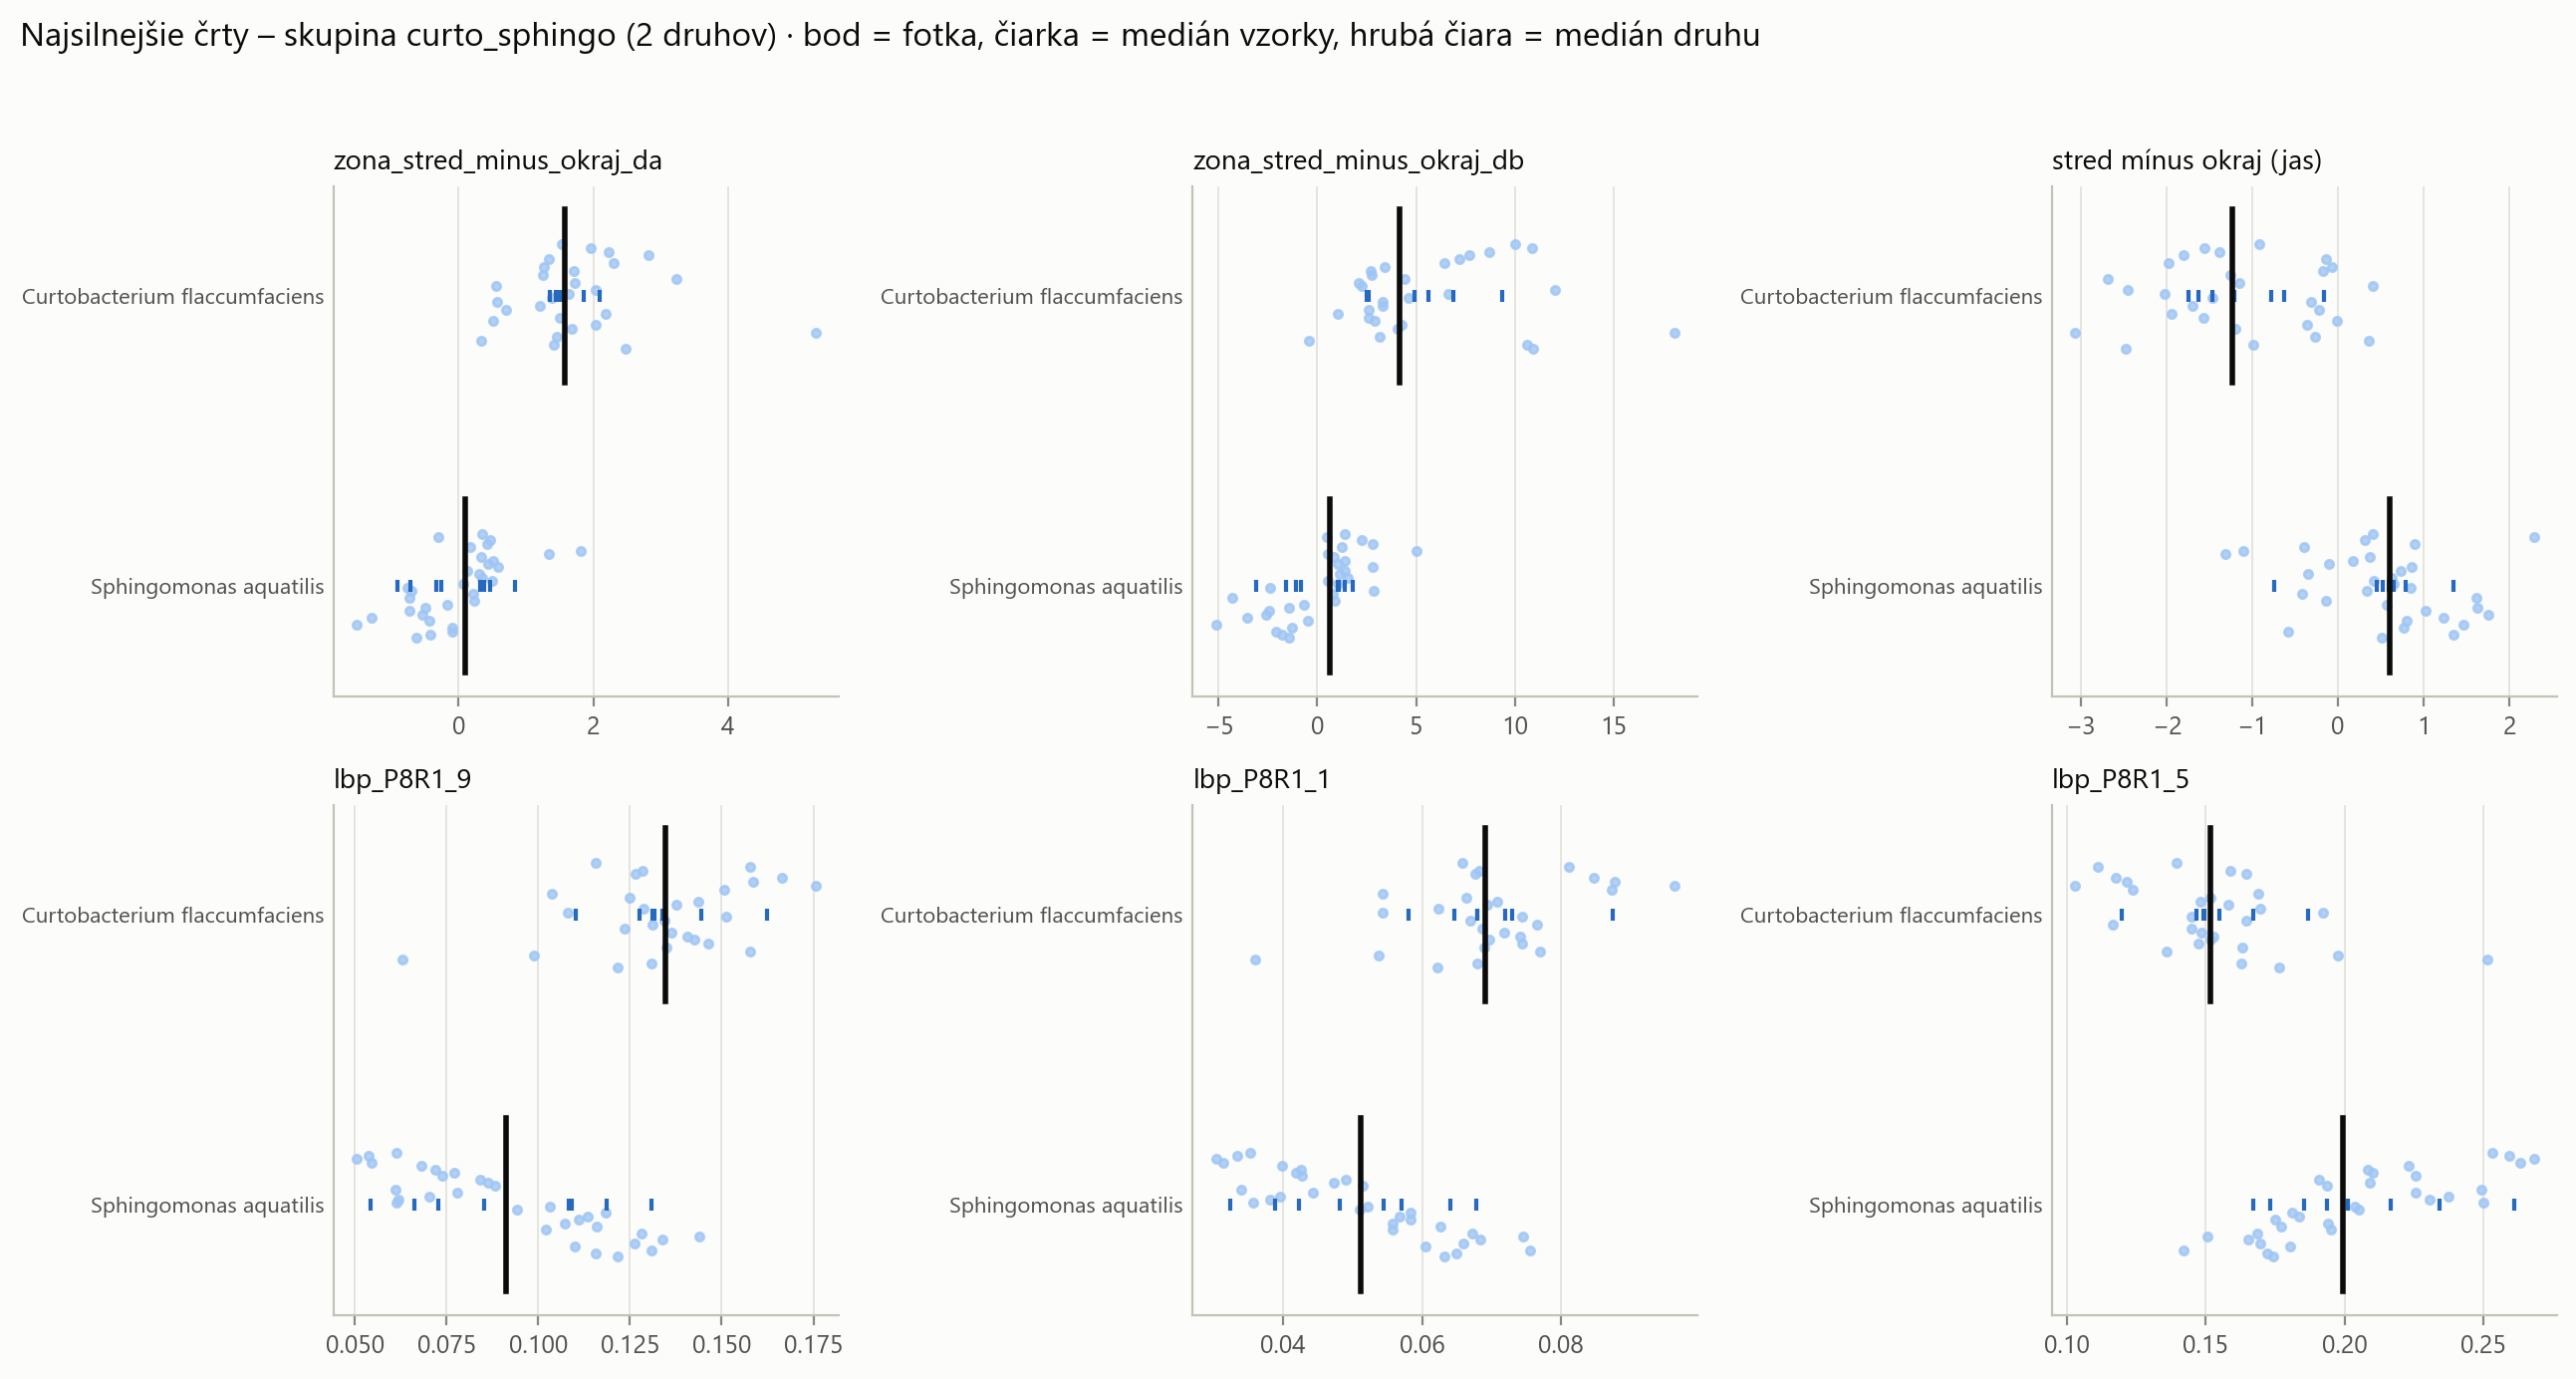 Najsilnejšie črty – skupina curto_sphingo (2 druhov) · bod = fotka, čiarka = medián vzorky, hrubá čiara = medián druhu
zona_stred_minus_okraj_da
Curtobacterium flaccumfaciens
Sphingomonas aquatilis
0 2 4
zona_stred_minus_okraj_db
Curtobacterium flaccumfaciens
Sphingomonas aquatilis
−5 0 5 10 15
stred mínus okraj (jas)
Curtobacterium flaccumfaciens
Sphingomonas aquatilis
−3 −2 −1 0 1 2
lbp_P8R1_9
Curtobacterium flaccumfaciens
Sphingomonas aquatilis
0.050 0.075 0.100 0.125 0.150 0.175
lbp_P8R1_1
Curtobacterium flaccumfaciens
Sphingomonas aquatilis
0.04 0.06 0.08
lbp_P8R1_5
Curtobacterium flaccumfaciens
Sphingomonas aquatilis
0.10 0.15 0.20 0.25